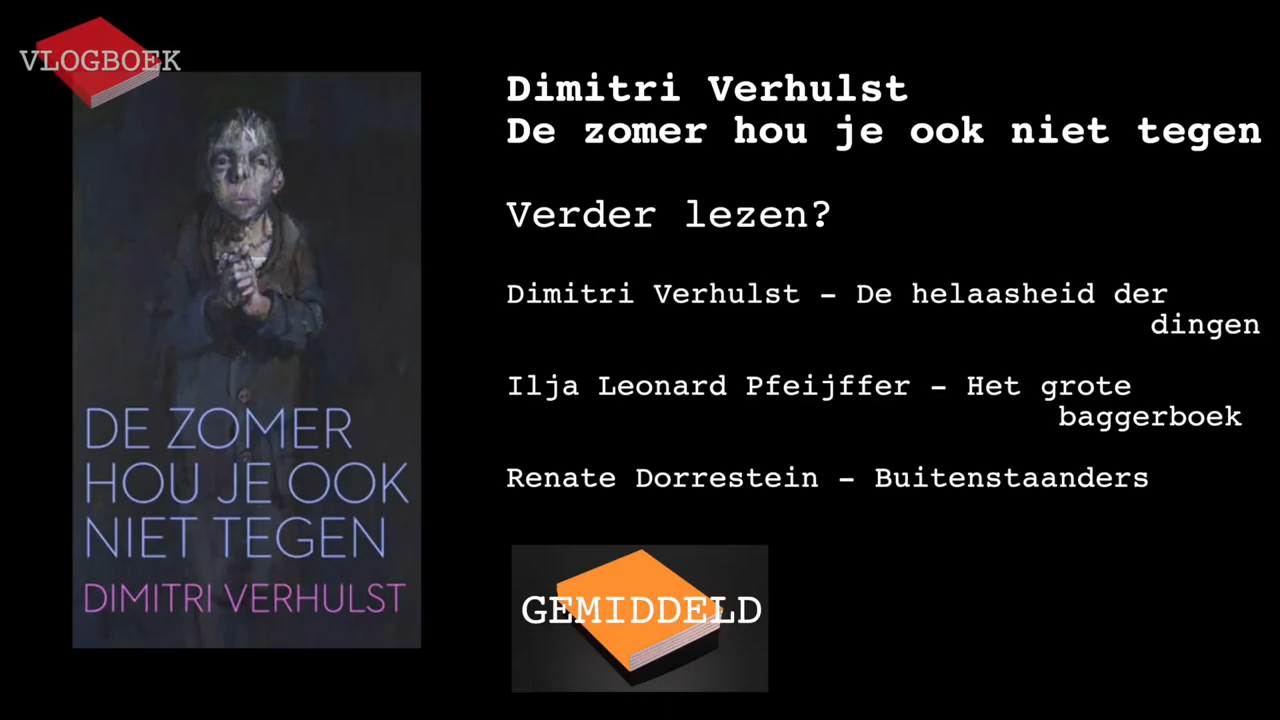 VLOGBOEK
DE ZOMER
HOU JE OOK
NIET TEGEN
DIMITRI VERHULST
Dimitri Verhulst
De zomer hou je ook niet tegen
Verder lezen?
Dimitri Verhulst – De helaasheid der
dingen
Ilja Leonard Pfeijffer – Het grote
baggerboek
Renate Dorrestein – Buitenstaanders
GEMIDDELD